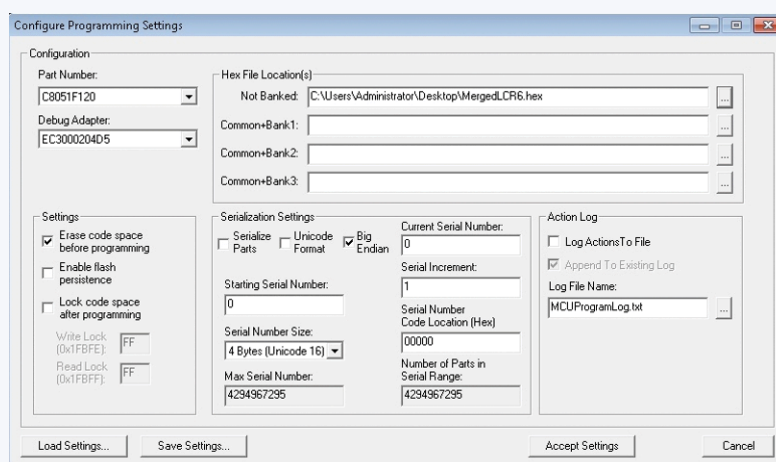 Configure Programming Settings
Configuration
Part Number:
C8051F120
Debug Adapter:
EC3000204D5
Hex File Location(s)
Not Banked: C:\Users\Administrator\Desktop\MergedLCR6.hex ...
Common+Bank1: ...
Common+Bank2: ...
Common+Bank3: ...
Settings
Erase code space
before programming
Enable flash
persistence
Lock code space
after programming
Write Lock
(0x1FBFE): FF
Read Lock
(0x1FBFF): FF
Serialization Settings
Serialize
Parts
Unicode
Format
Big
Endian
Starting Serial Number:
0
Serial Number Size:
4 Bytes (Unicode 16)
Max Serial Number:
4294967295
Current Serial Number:
0
Serial Increment:
1
Serial Number
Code Location (Hex)
00000
Number of Parts in
Serial Range:
4294967295
Action Log
Log ActionsTo File
Append To Existing Log
Log File Name:
MCUProgramLog.txt ...
Load Settings... Save Settings... Accept Settings Cancel